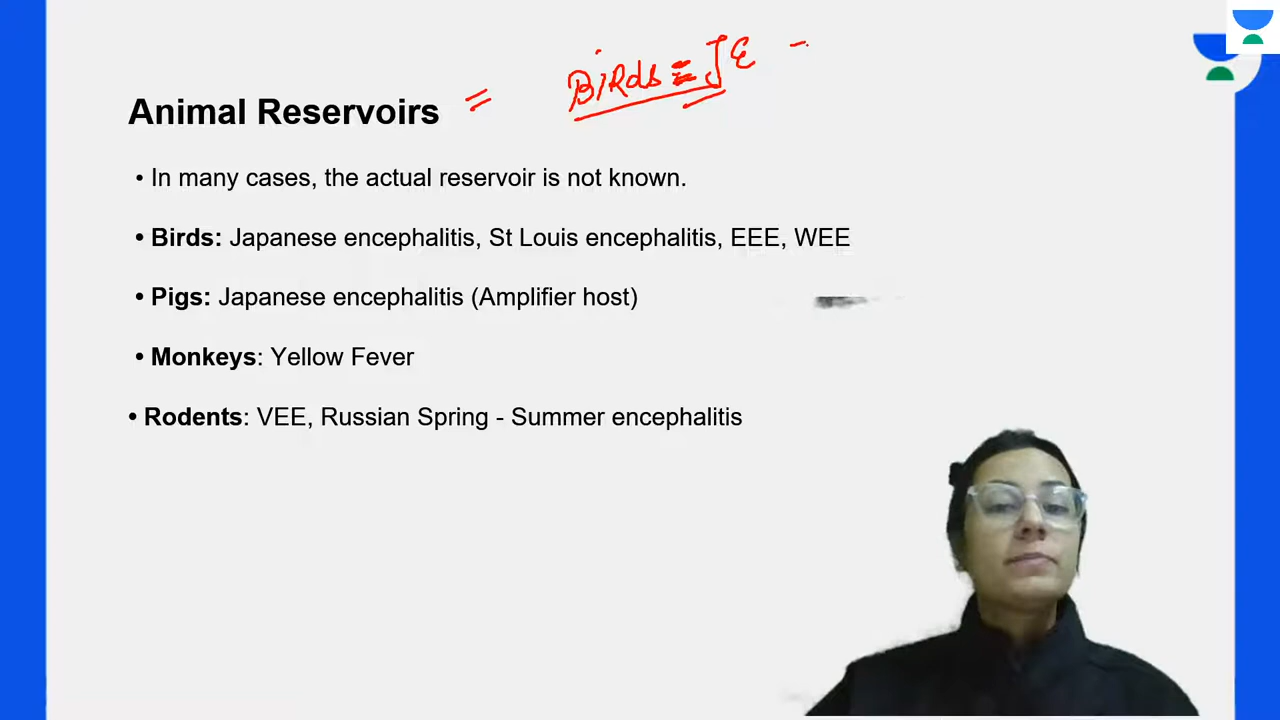 Birds = JE -
Animal Reservoirs =
• In many cases, the actual reservoir is not known.
• Birds: Japanese encephalitis, St Louis encephalitis, EEE, WEE
• Pigs: Japanese encephalitis (Amplifier host)
• Monkeys: Yellow Fever
• Rodents: VEE, Russian Spring - Summer encephalitis